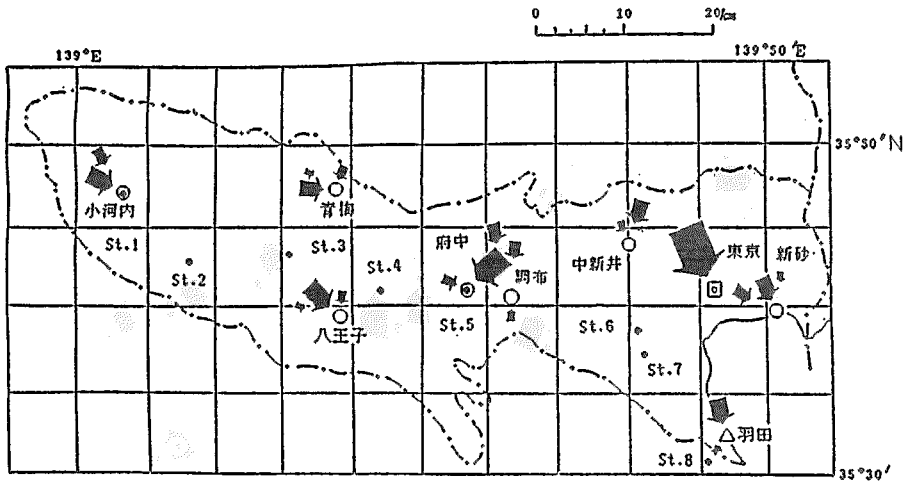 0 10 20㎞
139°E
139°50′E
35°50′N
小河内
青梅
府中
調布
中新井
東京
新砂
St.1
St.2
St.3
St.4
八王子
St.5
St.6
St.7
羽田
St.8
35°30′